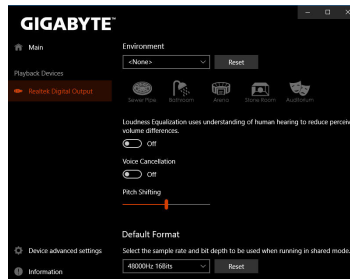 GIGABYTE™
Main
Playback Devices
Realtek Digital Output
Environment
<None>
Reset
Sewer Pipe
Bathroom
Arena
Stone Room
Auditorium
Loudness Equalization uses understanding of human hearing to reduce perceiv
volume differences.
Off
Voice Cancellation
Off
Pitch Shifting
Default Format
Select the sample rate and bit depth to be used when running in shared mode.
48000Hz 16Bits
Reset
Device advanced settings
Information